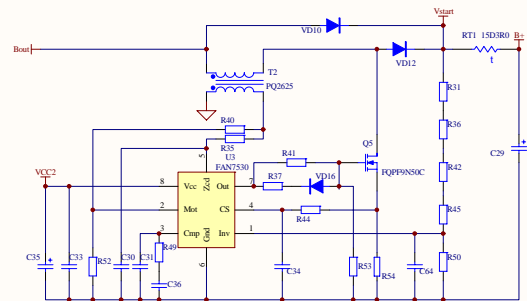 Vstart
VD10
RT1 15D3R0
B+
Bout
VD12
t
T2
PQ2625
R31
R40
R36
Q5
R35
U3
FAN7530
R41
C29
5
VCC2
Zcd
FQPF9N50C
R42
8
Vcc
Out
7
R37
VD16
2
Mot
CS
4
R44
R45
3
Cmp
Gnd
Inv
1
R49
R50
C35
C33
R52
C30
C31
6
C34
R53
R54
C64
C36